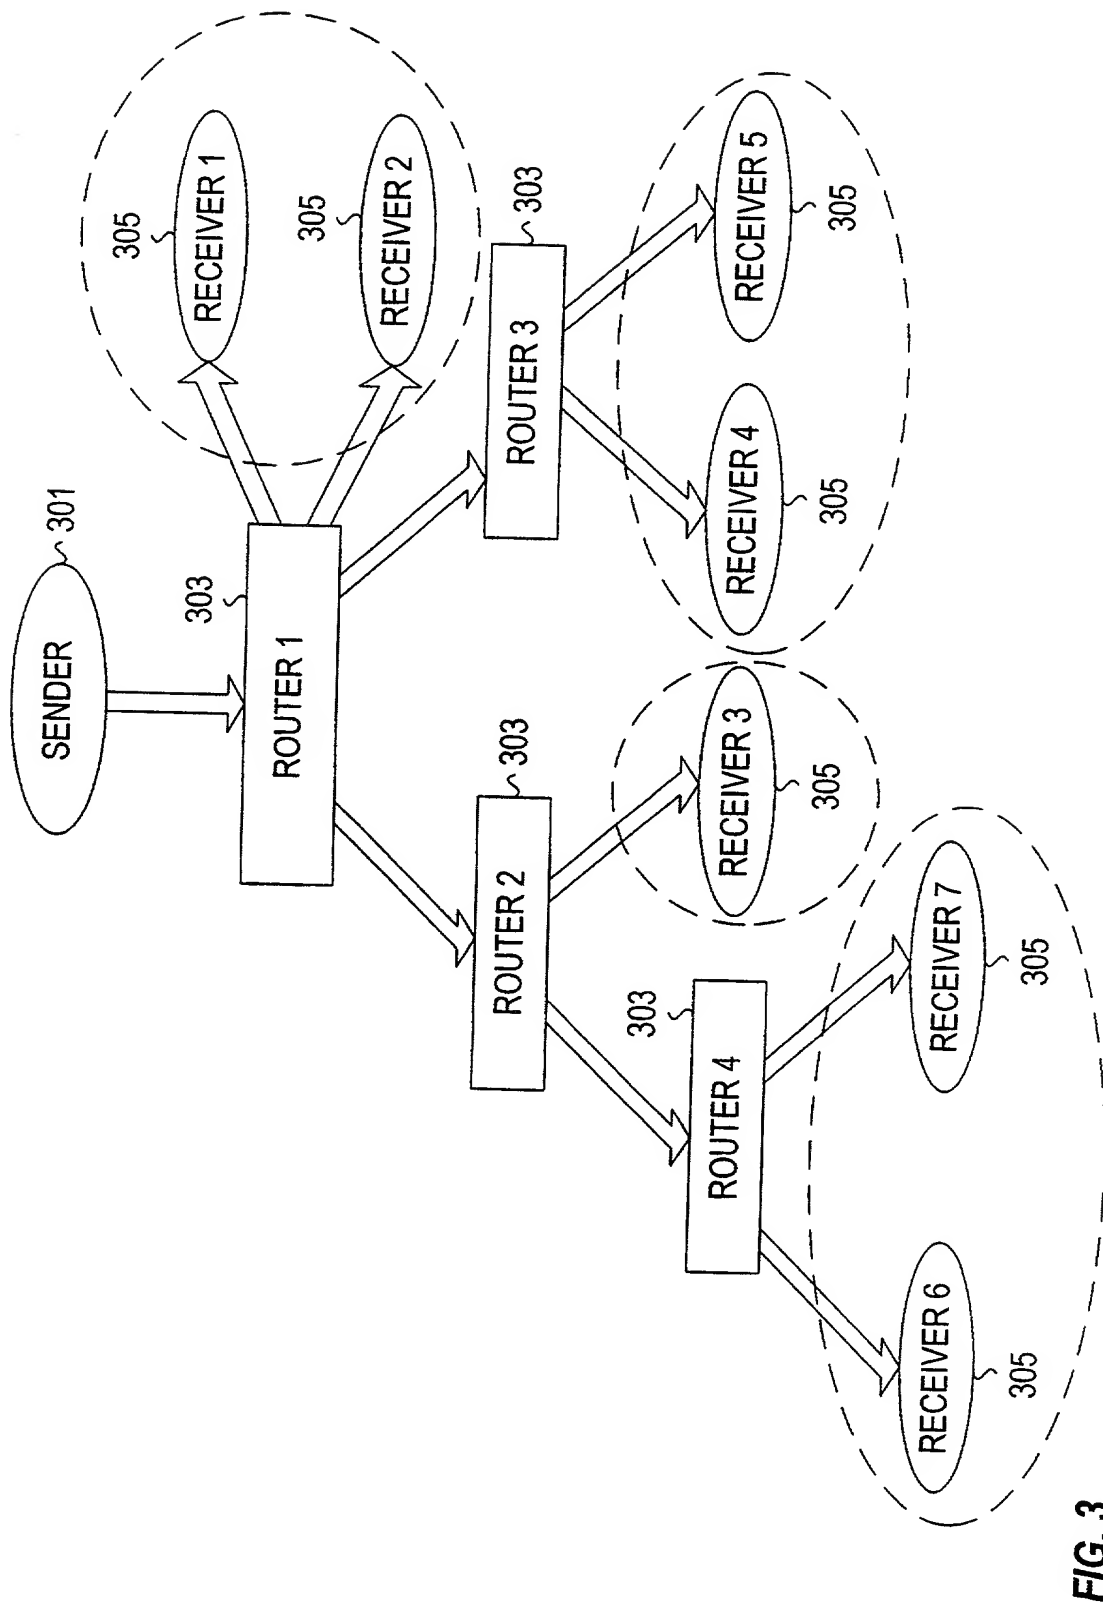 SENDER
301
303
ROUTER 1
305
RECEIVER 1
305
RECEIVER 2
303
ROUTER 2
303
ROUTER 3
303
ROUTER 4
RECEIVER 3
305
RECEIVER 4
305
RECEIVER 5
305
RECEIVER 6
305
RECEIVER 7
305
FIG. 3